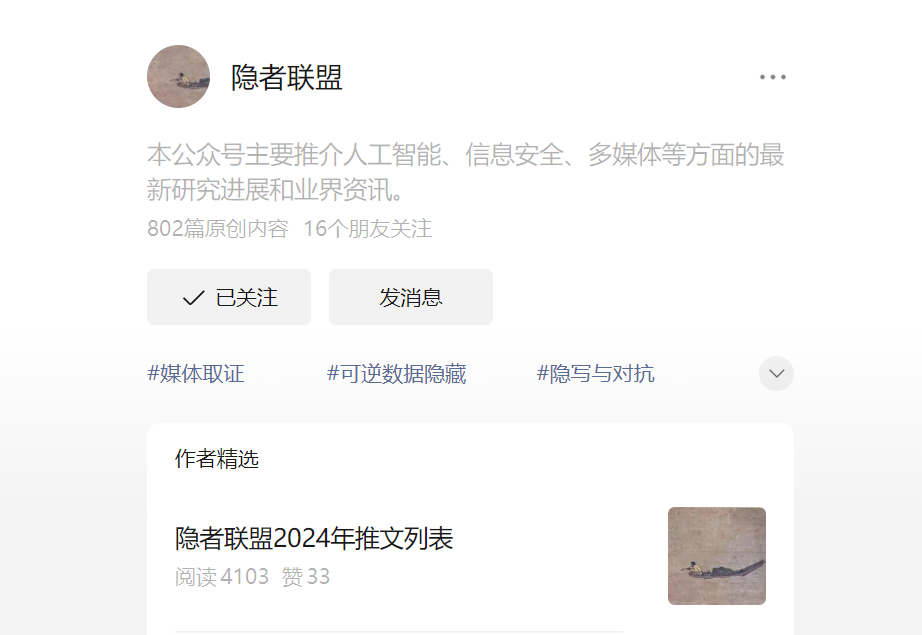 隐者联盟
本公众号主要推介人工智能、信息安全、多媒体等方面的最
新研究进展和业界资讯。
802篇原创内容 16个朋友关注
已关注 发消息
#媒体取证 #可逆数据隐藏 #隐写与对抗
作者精选
隐者联盟2024年推文列表
阅读 4103 赞 33